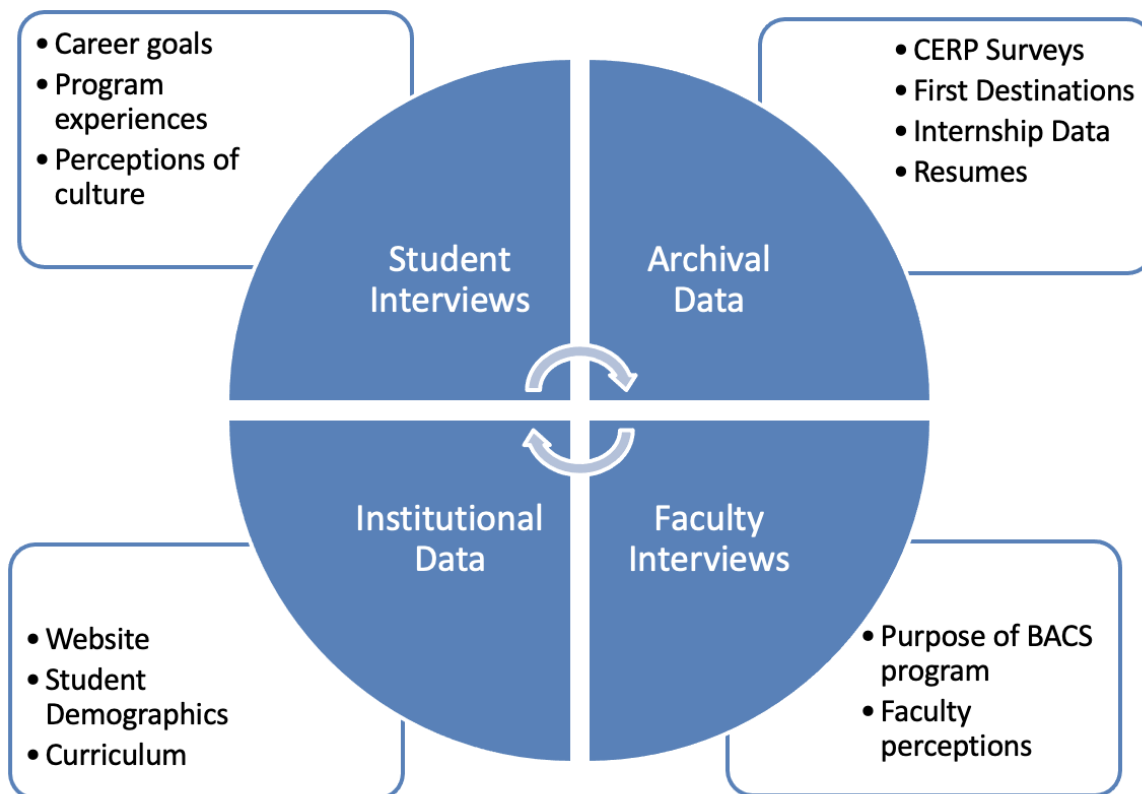 • Career goals
• Program
experiences
• Perceptions of
culture
• CERP Surveys
• First Destinations
• Internship Data
• Resumes
Student
Interviews
Archival
Data
Institutional
Data
Faculty
Interviews
• Website
• Student
Demographics
• Curriculum
• Purpose of BACS
program
• Faculty
perceptions